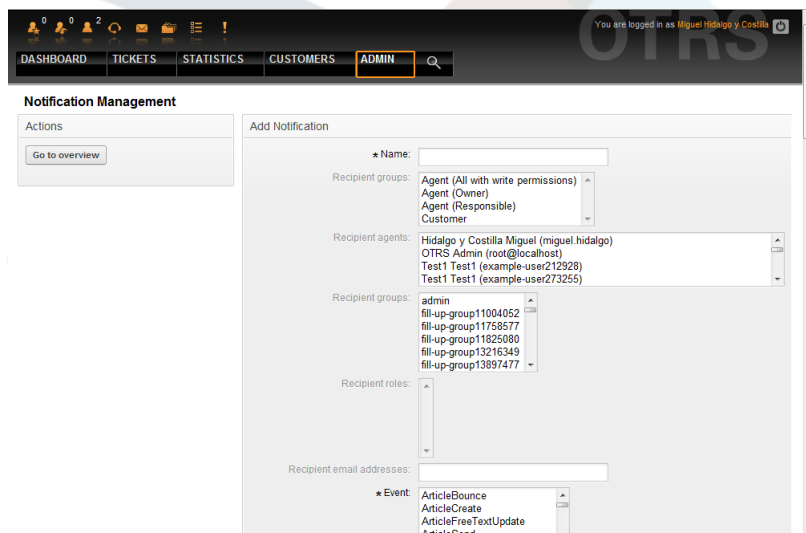 0 0 2
You are logged in as Miguel Hidalgo y Costilla
OTRS
DASHBOARD TICKETS STATISTICS CUSTOMERS ADMIN
Notification Management
Actions
Go to overview
Add Notification
★ Name:
Recipient groups:
Agent (All with write permissions)
Agent (Owner)
Agent (Responsible)
Customer
Recipient agents:
Hidalgo y Costilla Miguel (miguel.hidalgo)
OTRS Admin (root@localhost)
Test1 Test1 (example-user212928)
Test1 Test1 (example-user273255)
Recipient groups:
admin
fill-up-group11004052
fill-up-group11758577
fill-up-group11825080
fill-up-group13216349
fill-up-group13897477
Recipient roles:
Recipient email addresses:
★ Event:
ArticleBounce
ArticleCreate
ArticleFreeTextUpdate
ArticleSend